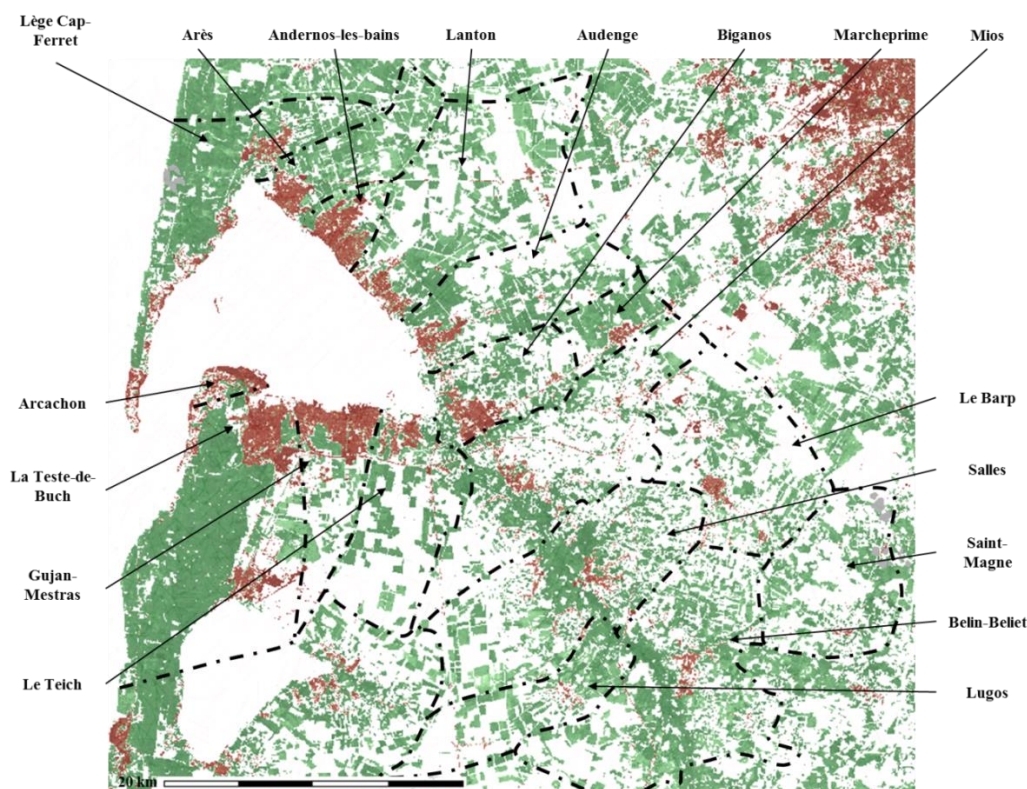 Lège Cap-
Ferret
Arès
Andernos-les-bains
Lanton
Audenge
Biganos
Marcheprime
Mios
Arcachon
Le Barp
La Teste-de-
Buch
Salles
Gujan-
Mestras
Saint-
Magne
Belin-Beliet
Le Teich
Lugos
20 km